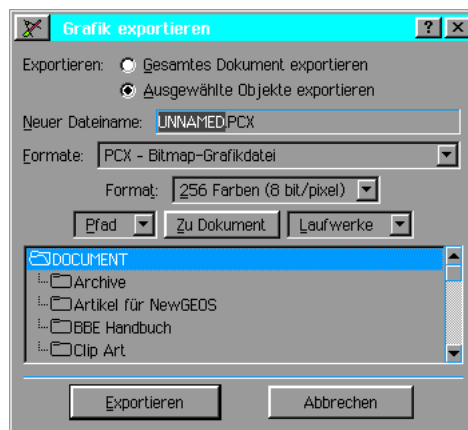 Grafik exportieren
Exportieren: Gesamtes Dokument exportieren
Ausgewählte Objekte exportieren
Neuer Dateiname: UNNAMED.PCX
Formate: PCX - Bitmap-Grafikdatei
Format: 256 Farben (8 bit/pixel)
Pfad Zu Dokument Laufwerke
DOCUMENT
Archive
Artikel für NewGEOS
BBE Handbuch
Clip Art
Exportieren Abbrechen